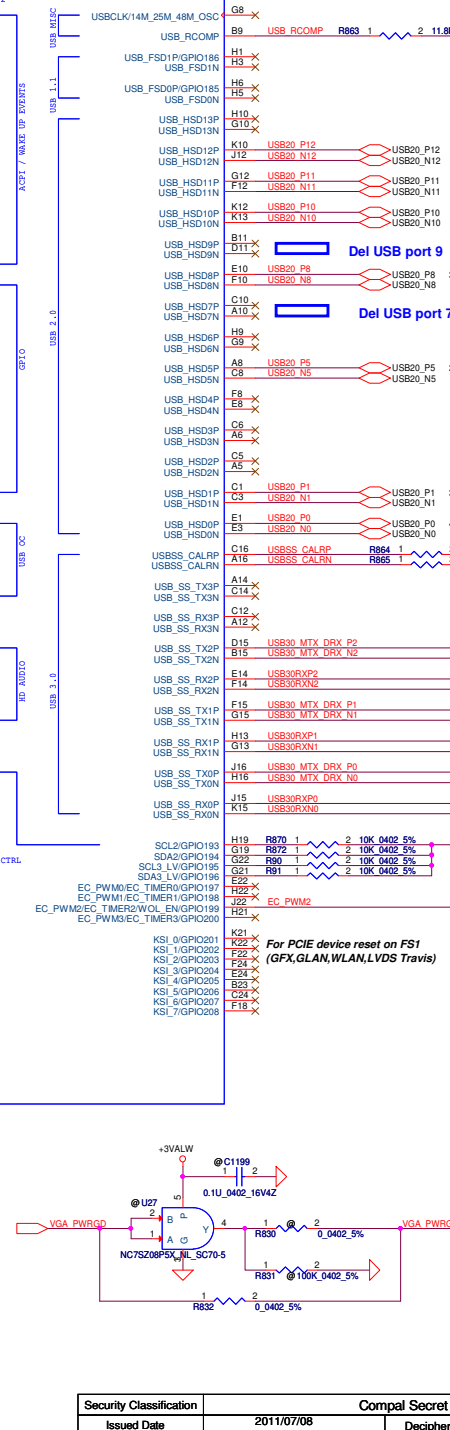 USB MISC
USBCLK/14M_25M_48M_OSC G8
USB_RCOMP B9 USB_RCOMP R863 1 2
USB 1.1
USB_FSD1P/GPIO186 H1
USB_FSD1N H3
USB_FSD0P/GPIO185 H6
USB_FSD0N H5
ACPI / WAKE UP EVENTS
USB 2.0
USB_HSD13P H10
USB_HSD13N G10
USB_HSD12P K10 USB20_P12 USB20_P12
USB_HSD12N J12 USB20_N12 USB20_N12
USB_HSD11P G12 USB20_P11 USB20_P11
USB_HSD11N F12 USB20_N11 USB20_N11
USB_HSD10P K12 USB20_P10 USB20_P10
USB_HSD10N K13 USB20_N10 USB20_N10
USB_HSD9P B11
USB_HSD9N D11
Del USB port 9
USB_HSD8P E10 USB20_P8 USB20_P8
USB_HSD8N F10 USB20_N8 USB20_N8
USB_HSD7P C10
USB_HSD7N A10
Del USB port 7
GPIO
USB_HSD6P H9
USB_HSD6N G9
USB_HSD5P A8 USB20_P5 USB20_P5
USB_HSD5N C8 USB20_N5 USB20_N5
USB_HSD4P F8
USB_HSD4N E8
USB_HSD3P C6
USB_HSD3N A6
USB_HSD2P C5
USB_HSD2N A5
USB_HSD1P C1 USB20_P1 USB20_P1
USB_HSD1N C3 USB20_N1 USB20_N1
USB_HSD0P E1 USB20_P0 USB20_P0
USB_HSD0N E3 USB20_N0 USB20_N0
USB OC
USBSS_CALRP C16 USBSS_CALRP R864 1
USBSS_CALRN A16 USBSS_CALRN R865 1
USB_SS_TX3P A14
USB_SS_TX3N C14
USB_SS_RX3P C12
USB_SS_RX3N A12
HD AUDIO
USB 3.0
USB_SS_TX2P D15 USB30_MTX_DRX_P2
USB_SS_TX2N B15 USB30_MTX_DRX_N2
USB_SS_RX2P E14 USB30RXP2
USB_SS_RX2N F14 USB30RXN2
USB_SS_TX1P F15 USB30_MTX_DRX_P1
USB_SS_TX1N G15 USB30_MTX_DRX_N1
USB_SS_RX1P H13 USB30RXP1
USB_SS_RX1N G13 USB30RXN1
USB_SS_TX0P J16 USB30_MTX_DRX_P0
USB_SS_TX0N H16 USB30_MTX_DRX_N0
USB_SS_RX0P J15 USB30RXP0
USB_SS_RX0N K15 USB30RXN0
SCL2/GPIO193 H19 R870 1 2 10K_0402_5%
SDA2/GPIO194 G19 R872 1 2 10K_0402_5%
SCL3_LV/GPIO195 G22 R90 1 2 10K_0402_5%
SDA3_LV/GPIO196 G21 R91 1 2 10K_0402_5%
CTRL
EC_PWM0/EC_TIMER0/GPIO197 E22
EC_PWM1/EC_TIMER1/GPIO198 H22
EC_PWM2/EC_TIMER2/WOL_EN/GPIO199 J22 EC_PWM2
EC_PWM3/EC_TIMER3/GPIO200 H21
KSI_0/GPIO201 K21
KSI_1/GPIO202 K22
KSI_2/GPIO203 F22
KSI_3/GPIO204 F24
KSI_4/GPIO205 E24
KSI_5/GPIO206 B23
KSI_6/GPIO207 C24
KSI_7/GPIO208 F18
For PCIE device reset on FS1
(GFX,GLAN,WLAN,LVDS Travis)
+3VALW
@ C1199
1 2
0.1U_0402_16V4Z
@ U27
5
VGA_PWRGD 2 B P Y 4 R830 1 @ 2 0_0402_5%
1 A G 3
NC7SZ08P5X_NL_SC70-5
R831 1 2 @ 100K_0402_5%
R832 1 2 0_0402_5%
Security Classification Compal Secret
Issued Date 2011/07/08